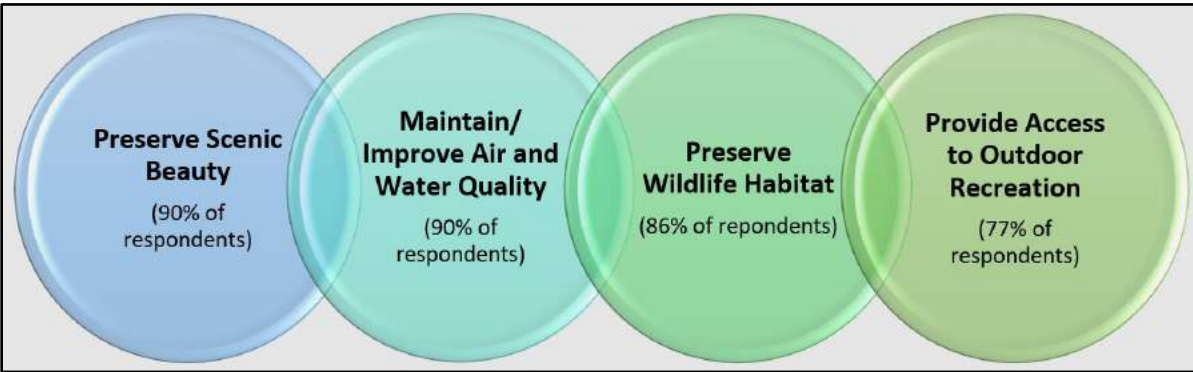 Preserve Scenic
Beauty
(90% of
respondents)
Maintain/
Improve Air and
Water Quality
(90% of
respondents)
Preserve
Wildlife Habitat
(86% of repondents)
Provide Access
to Outdoor
Recreation
(77% of
respondents)